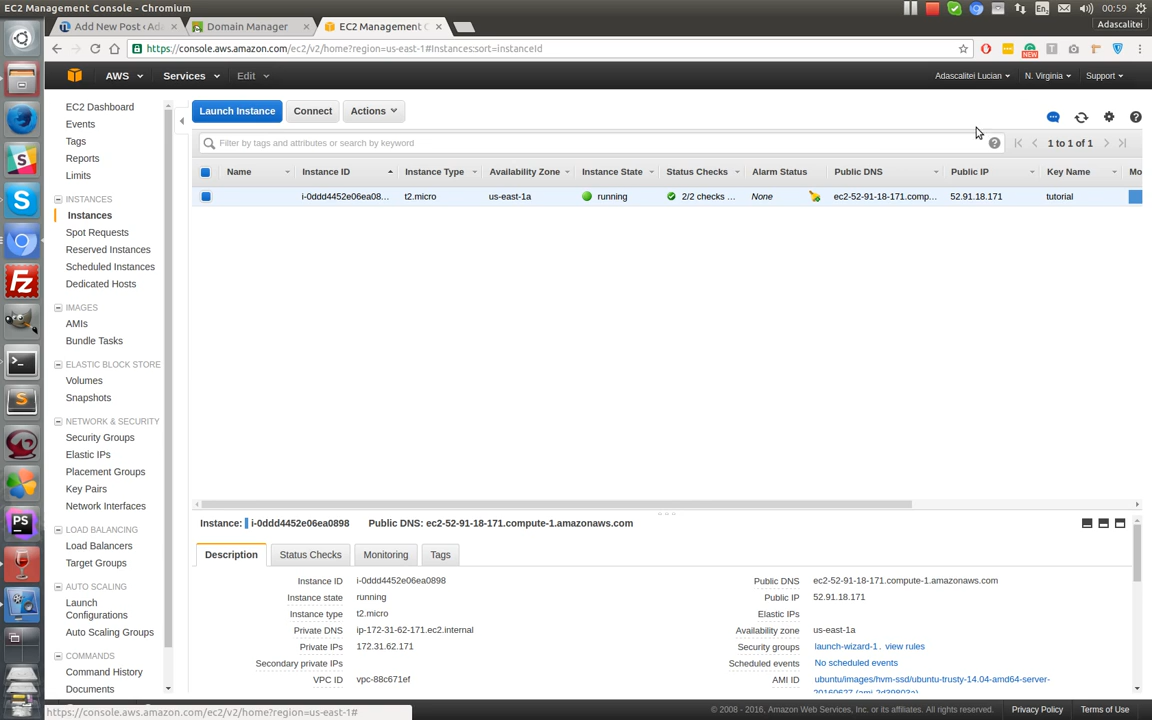 EC2 Management Console - Chromium
00:59
Adascalitei
Add New Post ‹ Ada
Domain Manager
EC2 Management C
https://console.aws.amazon.com/ec2/v2/home?region=us-east-1#Instances:sort=instanceId
AWS Services Edit Adascalitei Lucian N. Virginia Support
EC2 Dashboard
Events
Tags
Reports
Limits
INSTANCES
Instances
Spot Requests
Reserved Instances
Scheduled Instances
Dedicated Hosts
IMAGES
AMIs
Bundle Tasks
ELASTIC BLOCK STORE
Volumes
Snapshots
NETWORK & SECURITY
Security Groups
Elastic IPs
Placement Groups
Key Pairs
Network Interfaces
LOAD BALANCING
Load Balancers
Target Groups
AUTO SCALING
Launch
Configurations
Auto Scaling Groups
COMMANDS
Command History
Documents
Launch Instance Connect Actions
Filter by tags and attributes or search by keyword
1 to 1 of 1
Name Instance ID Instance Type Availability Zone Instance State Status Checks Alarm Status Public DNS Public IP Key Name Mo
i-0ddd4452e06ea08... t2.micro us-east-1a running 2/2 checks ... None ec2-52-91-18-171.comp... 52.91.18.171 tutorial
Instance: i-0ddd4452e06ea0898 Public DNS: ec2-52-91-18-171.compute-1.amazonaws.com
Description Status Checks Monitoring Tags
Instance ID i-0ddd4452e06ea0898
Instance state running
Instance type t2.micro
Private DNS ip-172-31-62-171.ec2.internal
Private IPs 172.31.62.171
Secondary private IPs
VPC ID vpc-88c671ef
Public DNS ec2-52-91-18-171.compute-1.amazonaws.com
Public IP 52.91.18.171
Elastic IPs
Availability zone us-east-1a
Security groups launch-wizard-1. view rules
Scheduled events No scheduled events
AMI ID ubuntu/images/hvm-ssd/ubuntu-trusty-14.04-amd64-server-
https://console.aws.amazon.com/ec2/v2/home?region=us-east-1#
© 2008 - 2016, Amazon Web Services, Inc. or its affiliates. All rights reserved. Privacy Policy Terms of Use